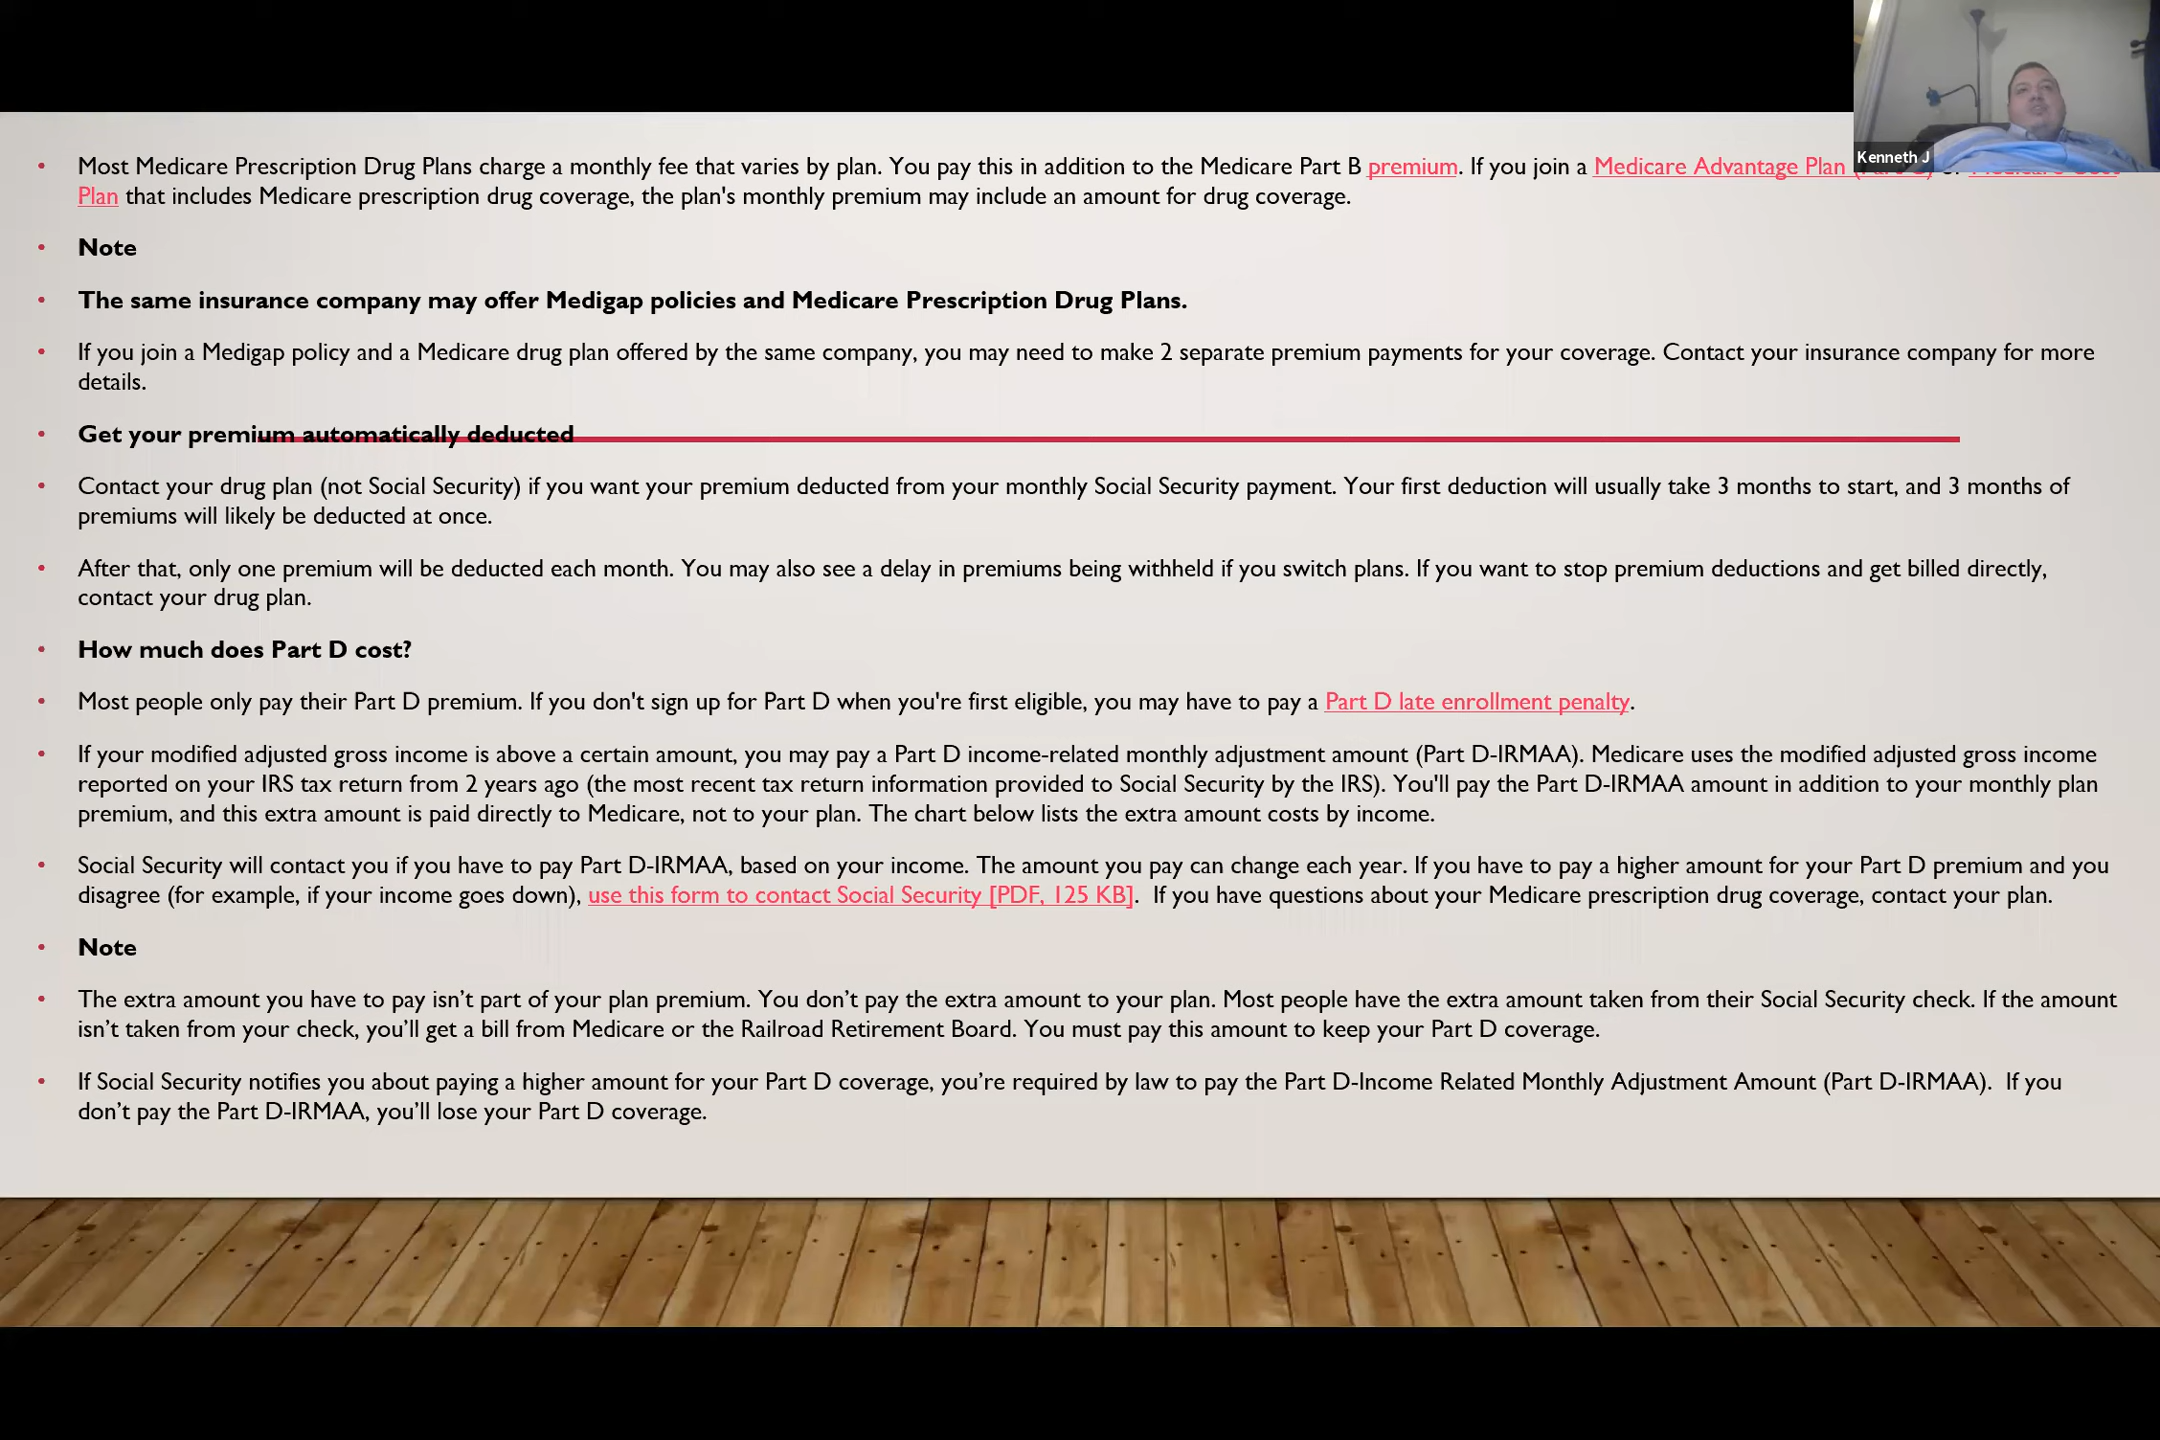 Most Medicare Prescription Drug Plans charge a monthly fee that varies by plan. You pay this in addition to the Medicare Part B premium. If you join a Medicare Advantage Plan
Plan that includes Medicare prescription drug coverage, the plan's monthly premium may include an amount for drug coverage.
Note
The same insurance company may offer Medigap policies and Medicare Prescription Drug Plans.
If you join a Medigap policy and a Medicare drug plan offered by the same company, you may need to make 2 separate premium payments for your coverage. Contact your insurance company for more
details.
Get your premium automatically deducted
Contact your drug plan (not Social Security) if you want your premium deducted from your monthly Social Security payment. Your first deduction will usually take 3 months to start, and 3 months of
premiums will likely be deducted at once.
After that, only one premium will be deducted each month. You may also see a delay in premiums being withheld if you switch plans. If you want to stop premium deductions and get billed directly,
contact your drug plan.
How much does Part D cost?
Most people only pay their Part D premium. If you don't sign up for Part D when you're first eligible, you may have to pay a Part D late enrollment penalty.
If your modified adjusted gross income is above a certain amount, you may pay a Part D income-related monthly adjustment amount (Part D-IRMAA). Medicare uses the modified adjusted gross income
reported on your IRS tax return from 2 years ago (the most recent tax return information provided to Social Security by the IRS). You'll pay the Part D-IRMAA amount in addition to your monthly plan
premium, and this extra amount is paid directly to Medicare, not to your plan. The chart below lists the extra amount costs by income.
Social Security will contact you if you have to pay Part D-IRMAA, based on your income. The amount you pay can change each year. If you have to pay a higher amount for your Part D premium and you
disagree (for example, if your income goes down), use this form to contact Social Security [PDF, 125 KB].  If you have questions about your Medicare prescription drug coverage, contact your plan.
Note
The extra amount you have to pay isn’t part of your plan premium. You don’t pay the extra amount to your plan. Most people have the extra amount taken from their Social Security check. If the amount
isn’t taken from your check, you’ll get a bill from Medicare or the Railroad Retirement Board. You must pay this amount to keep your Part D coverage.
If Social Security notifies you about paying a higher amount for your Part D coverage, you’re required by law to pay the Part D-Income Related Monthly Adjustment Amount (Part D-IRMAA).  If you
don’t pay the Part D-IRMAA, you’ll lose your Part D coverage.
Kenneth J